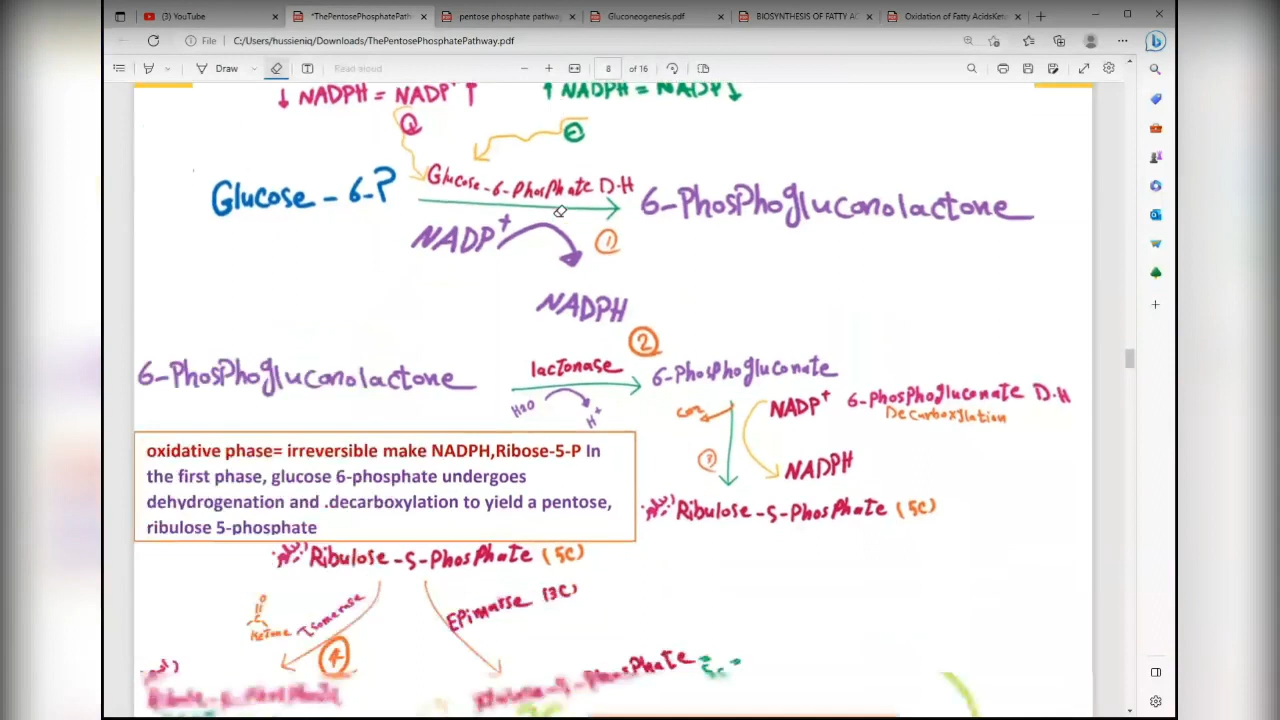 (3) YouTube
*ThePentosePhosphatePath
pentose phosphate pathwa
Gluconeogenesis.pdf
BIOSYNTHESIS OF FATTY AC
Oxidation of Fatty AcidsKet
File
C:/Users/hussieniq/Downloads/ThePentosePhosphatePathway.pdf
Draw
Read aloud
8 of 16
↓ NADPH = NADP+ ↑
↑ NADPH = NADP ↓
Glucose-6-P
Glucose-6-Phosphate D.H
6-Phosphogluconolactone
NADP+
1
NADPH
2
6-Phosphogluconolactone
lactonase
6-Phosphogluconate
H2O
H+
NADP+
6-Phosphogluconate D.H
Decarboxylation
NADPH
oxidative phase= irreversible make NADPH,Ribose-5-P In
the first phase, glucose 6-phosphate undergoes
dehydrogenation and .decarboxylation to yield a pentose,
ribulose 5-phosphate
Ribulose-5-Phosphate (5C)
Ribulose-5-Phosphate (5C)
O
C
Ketone
Isomerase
EPimarse (3C)
4